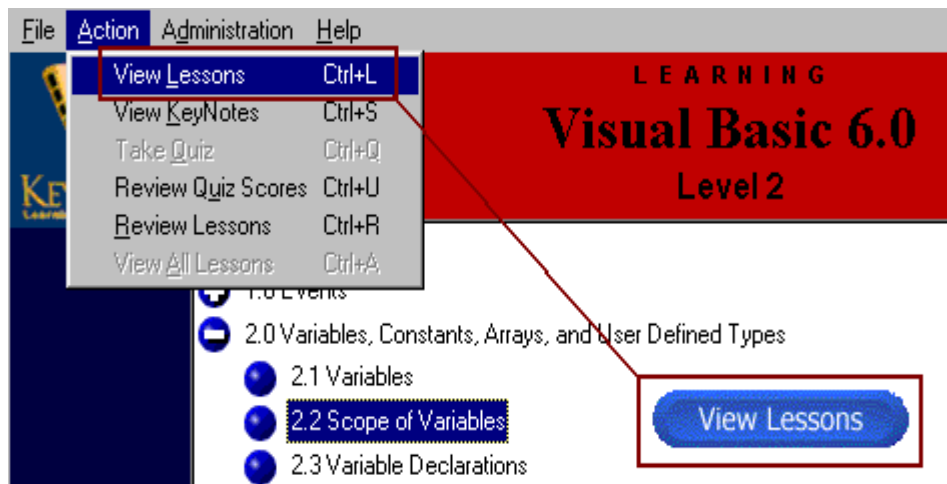 File Action Administration Help
View Lessons Ctrl+L
View KeyNotes Ctrl+S
Take Quiz Ctrl+Q
Review Quiz Scores Ctrl+U
Review Lessons Ctrl+R
View All Lessons Ctrl+A
LEARNING
Visual Basic 6.0
Level 2
1.0 Events
2.0 Variables, Constants, Arrays, and User Defined Types
2.1 Variables
2.2 Scope of Variables
2.3 Variable Declarations
View Lessons